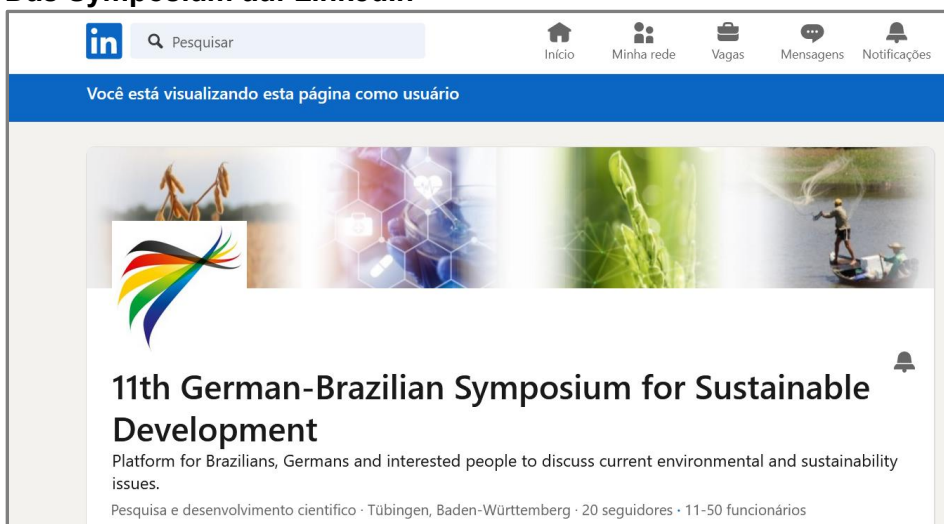 Das Symposium auf LinkedIn
in
Pesquisar
Início
Minha rede
Vagas
Mensagens
Notificações
Você está visualizando esta página como usuário
11th German-Brazilian Symposium for Sustainable
Development
Platform for Brazilians, Germans and interested people to discuss current environmental and sustainability
issues.
Pesquisa e desenvolvimento cientifico · Tübingen, Baden-Württemberg · 20 seguidores • 11-50 funcionários